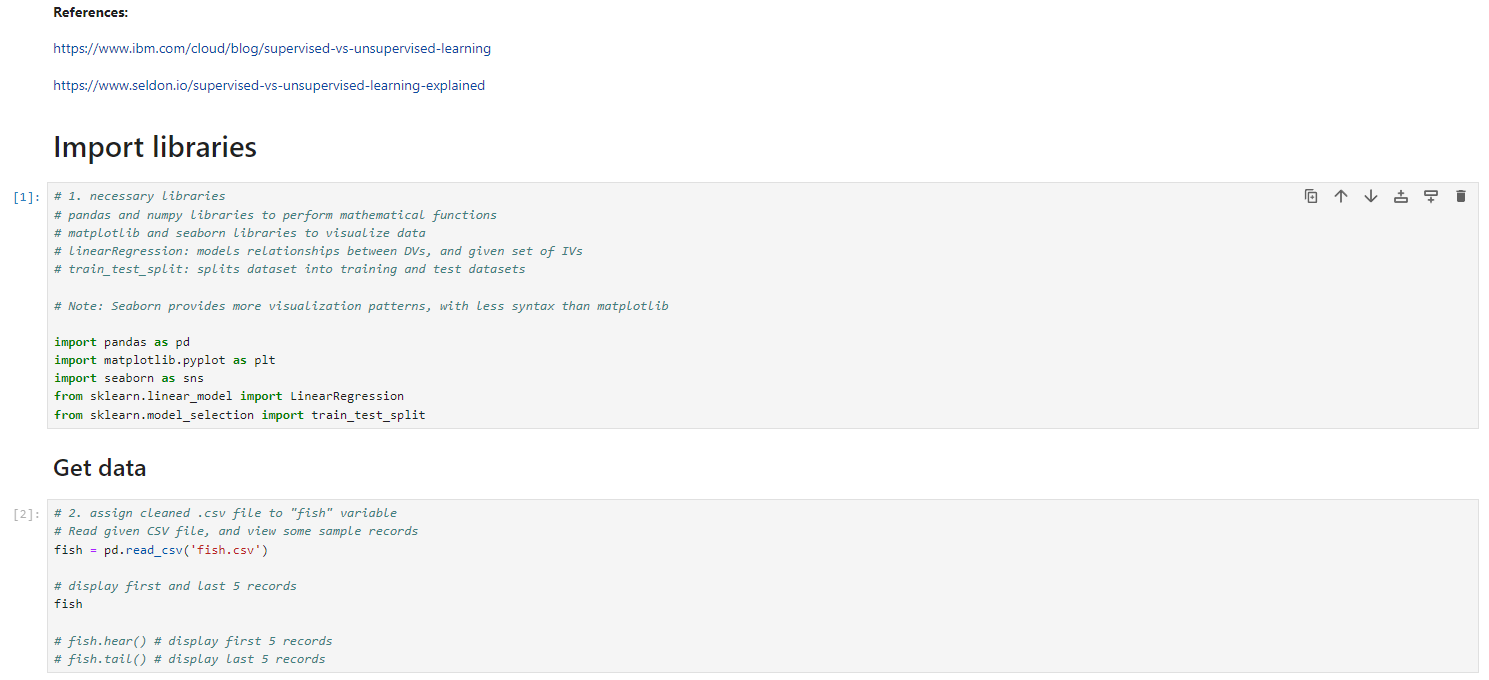 References:
https://www.ibm.com/cloud/blog/supervised-vs-unsupervised-learning
https://www.seldon.io/supervised-vs-unsupervised-learning-explained
Import libraries
[1]:
# 1. necessary libraries
# pandas and numpy libraries to perform mathematical functions
# matplotlib and seaborn libraries to visualize data
# linearRegression: models relationships between DVs, and given set of IVs
# train_test_split: splits dataset into training and test datasets
# Note: Seaborn provides more visualization patterns, with less syntax than matplotlib
import pandas as pd
import matplotlib.pyplot as plt
import seaborn as sns
from sklearn.linear_model import LinearRegression
from sklearn.model_selection import train_test_split
Get data
[2]:
# 2. assign cleaned .csv file to "fish" variable
# Read given CSV file, and view some sample records
fish = pd.read_csv('fish.csv')
# display first and last 5 records
fish
# fish.hear() # display first 5 records
# fish.tail() # display last 5 records